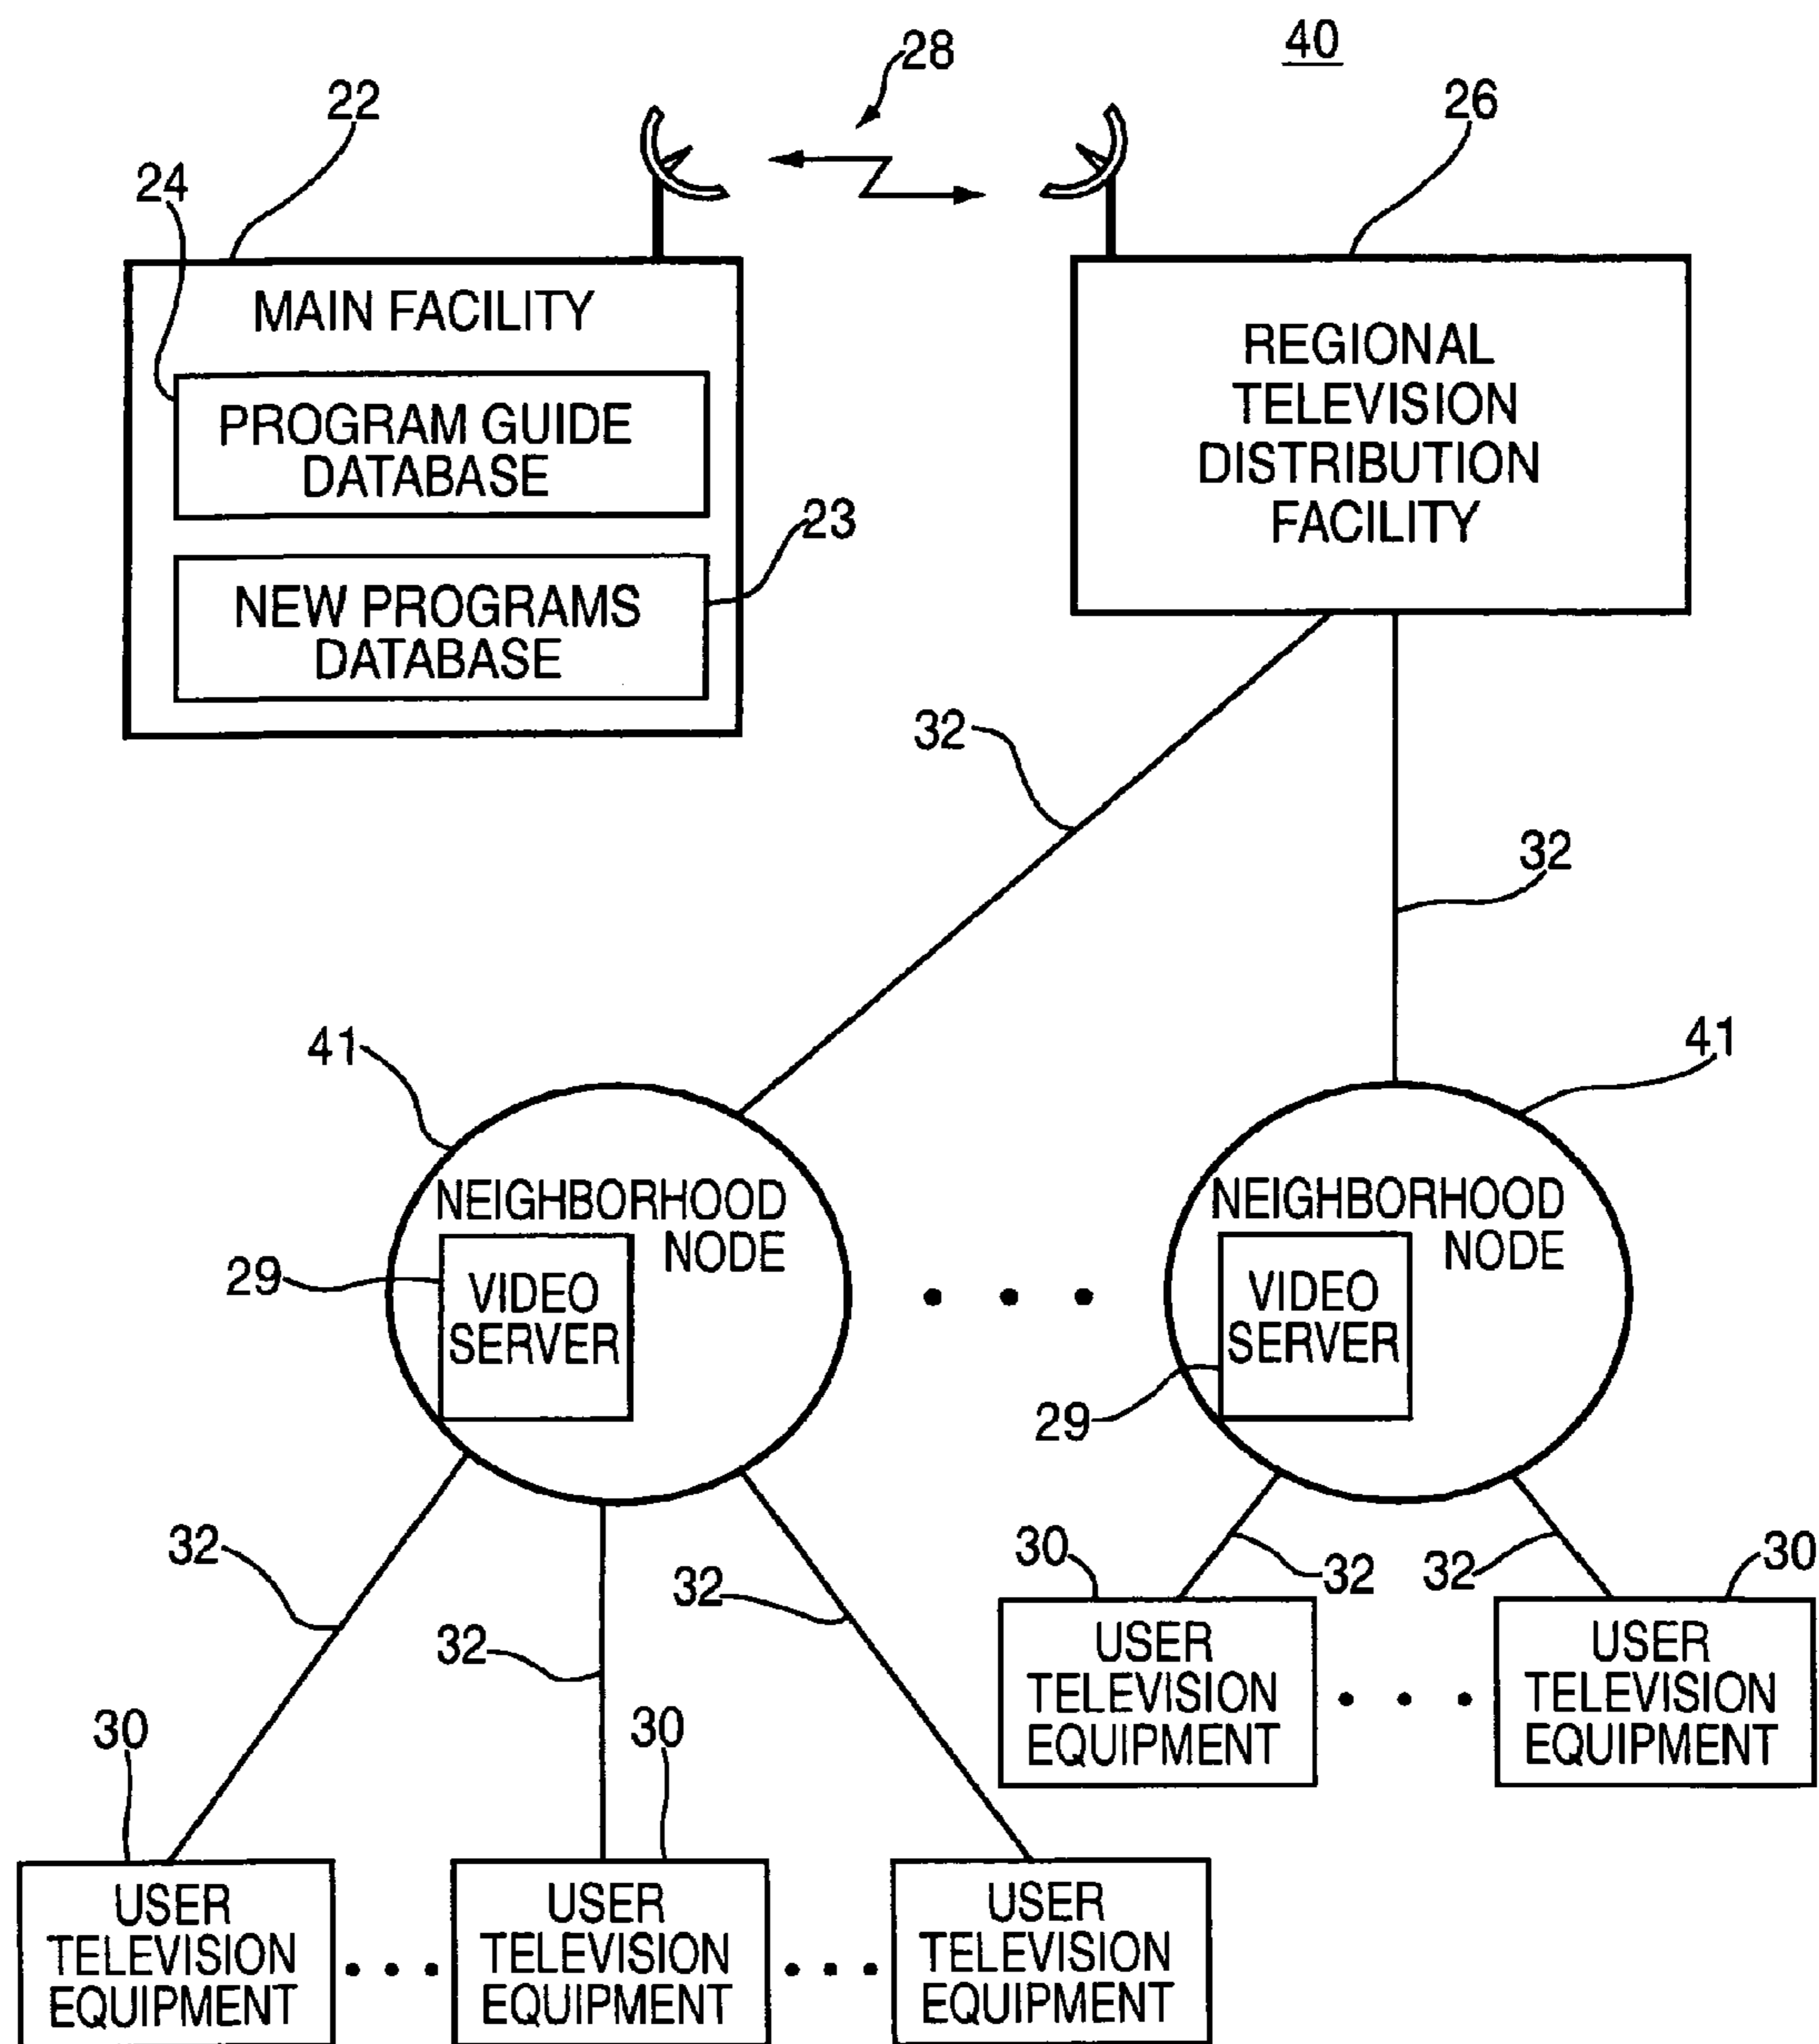 40
28
22
26
24
MAIN FACILITY
PROGRAM GUIDE
DATABASE
23
NEW PROGRAMS
DATABASE
REGIONAL
TELEVISION
DISTRIBUTION
FACILITY
32
32
41
41
NEIGHBORHOOD
NODE
29
VIDEO
SERVER
NEIGHBORHOOD
NODE
VIDEO
SERVER
29
32
32
32
30
32
32
30
USER
TELEVISION
EQUIPMENT
USER
TELEVISION
EQUIPMENT
30
30
USER
TELEVISION
EQUIPMENT
USER
TELEVISION
EQUIPMENT
USER
TELEVISION
EQUIPMENT